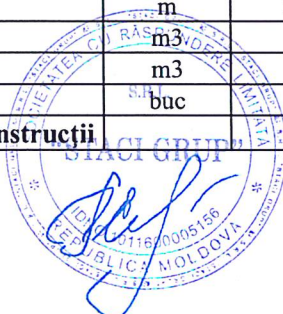 m
m3
m3
buc
nstrucții
SOCIETATEA CU RĂSPUNDERE LIMITATĂ
S.R.L.
"STACI GRUP"
REPUBLICA MOLDOVA